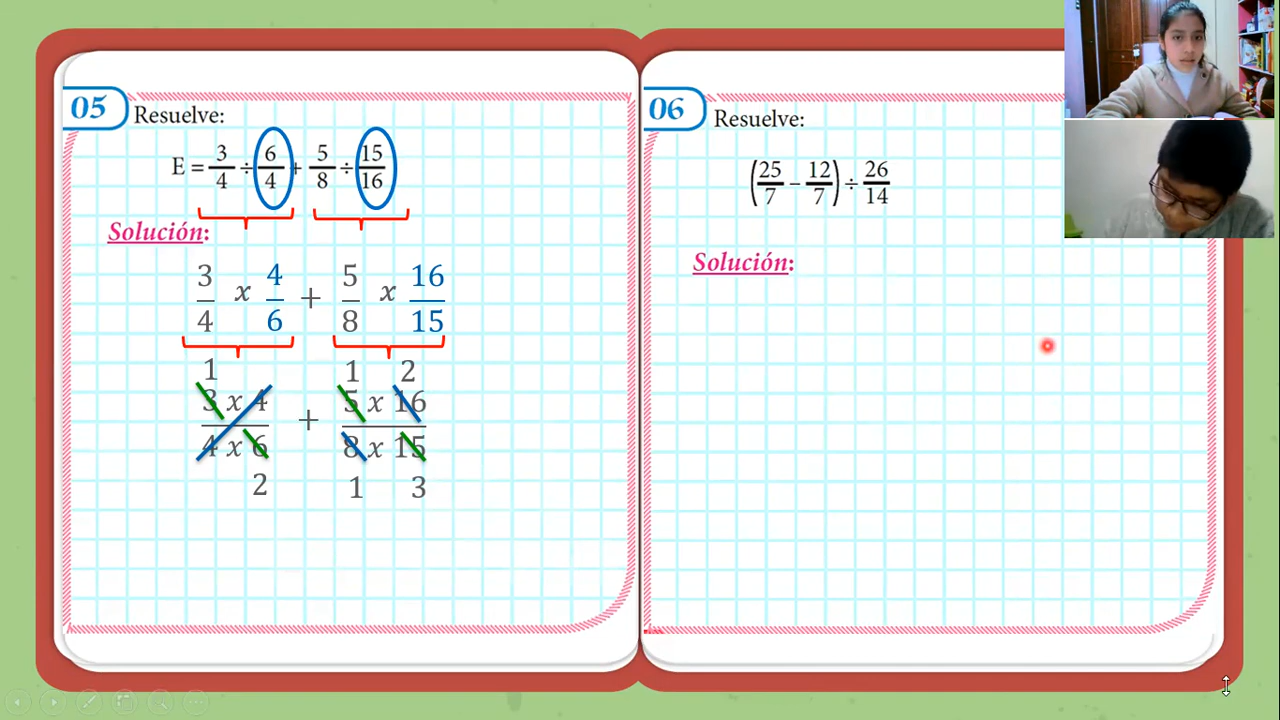 05 Resuelve:
E = 3/4 ÷ 6/4 + 5/8 ÷ 15/16
Solución:
3/4 x 4/6 + 5/8 x 16/15
1 1 2
3 x 4 / 4 x 6 + 5 x 16 / 8 x 15
2 1 3
06 Resuelve:
(25/7 − 12/7) ÷ 26/14
Solución: